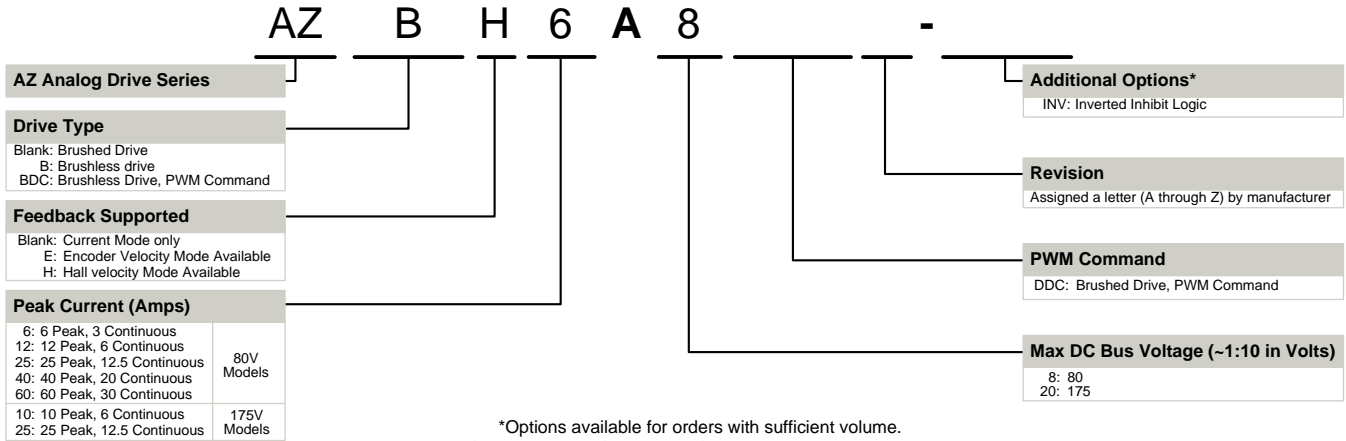 AZ B H 6 A 8 -
AZ Analog Drive Series
Drive Type
Blank: Brushed Drive
B: Brushless drive
BDC: Brushless Drive, PWM Command
Feedback Supported
Blank: Current Mode only
E: Encoder Velocity Mode Available
H: Hall velocity Mode Available
Peak Current (Amps)
6: 6 Peak, 3 Continuous
12: 12 Peak, 6 Continuous
25: 25 Peak, 12.5 Continuous
40: 40 Peak, 20 Continuous
60: 60 Peak, 30 Continuous
80V
Models
10: 10 Peak, 6 Continuous
25: 25 Peak, 12.5 Continuous
175V
Models
Additional Options*
INV: Inverted Inhibit Logic
Revision
Assigned a letter (A through Z) by manufacturer
PWM Command
DDC: Brushed Drive, PWM Command
Max DC Bus Voltage (~1:10 in Volts)
8: 80
20: 175
*Options available for orders with sufficient volume.